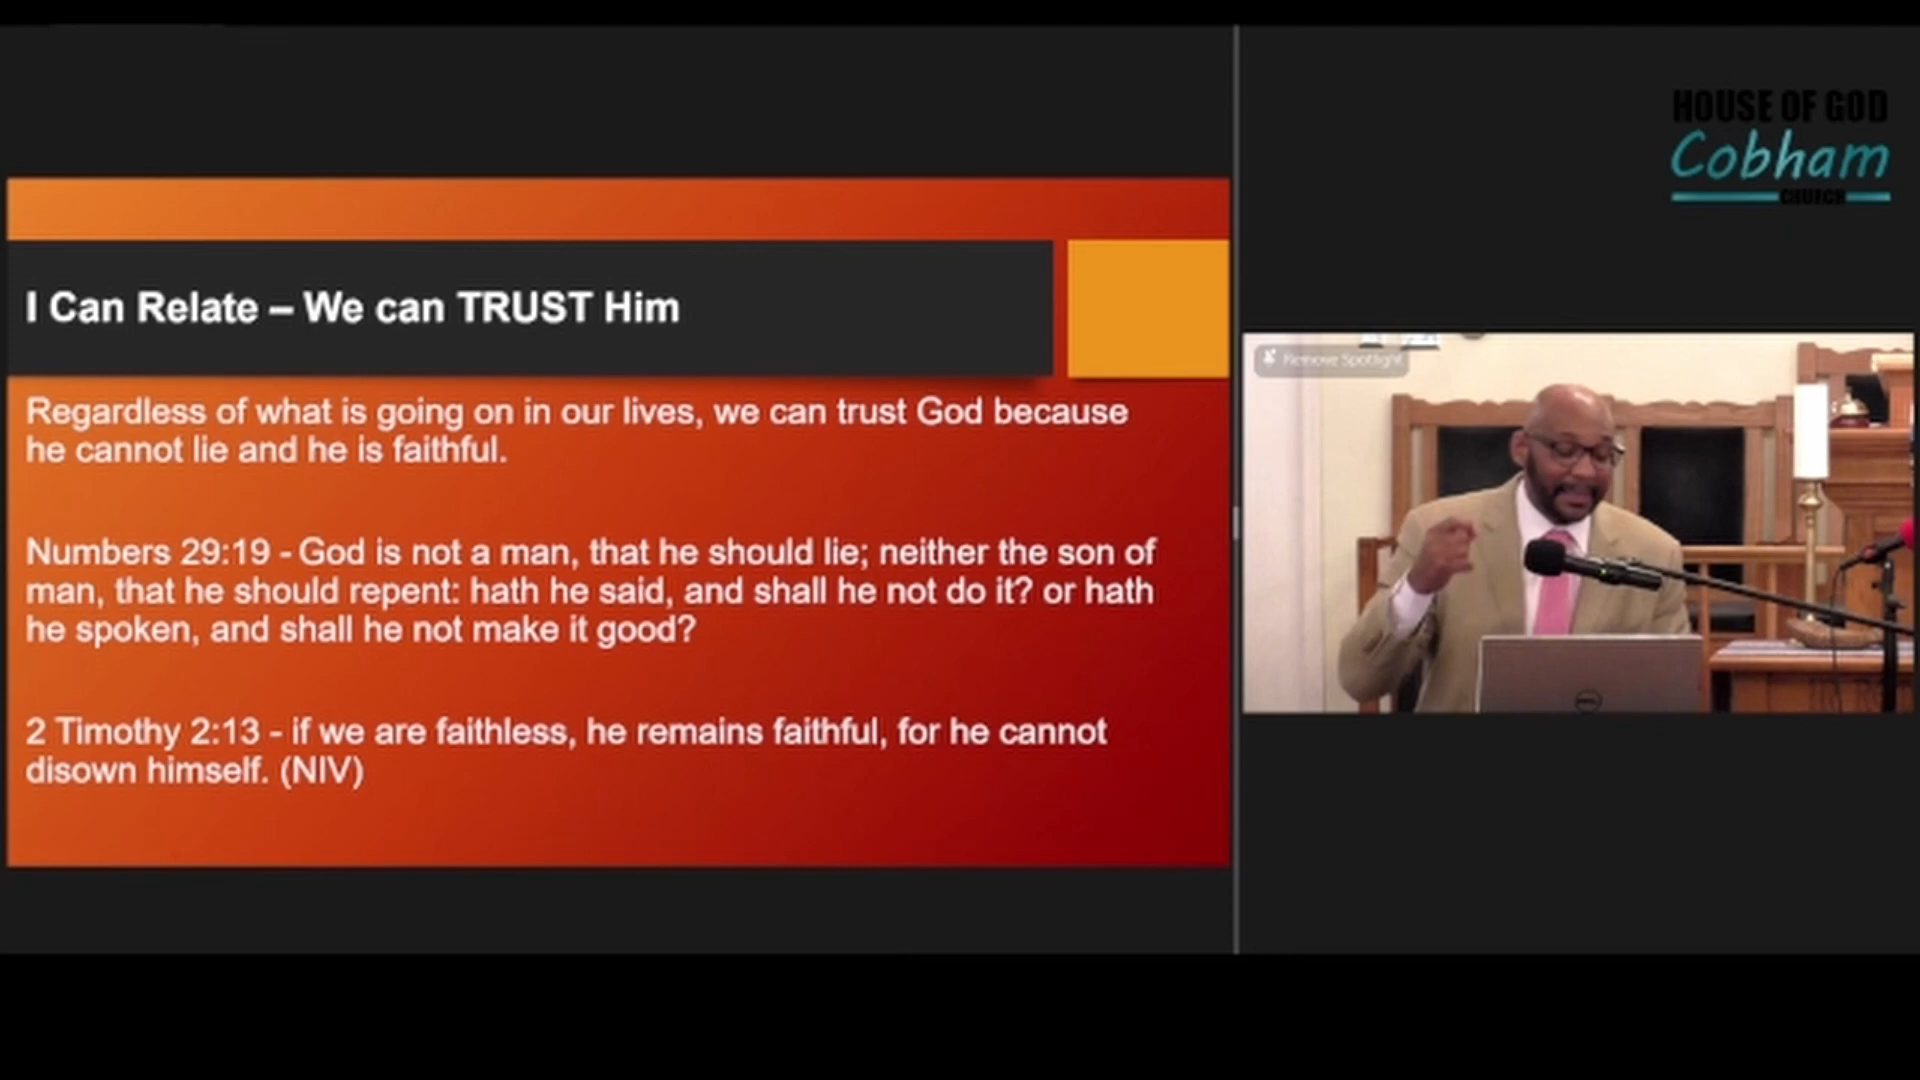 HOUSE OF GOD
Cobham
CHURCH
I Can Relate – We can TRUST Him
Regardless of what is going on in our lives, we can trust God because
he cannot lie and he is faithful.
Numbers 29:19 - God is not a man, that he should lie; neither the son of
man, that he should repent: hath he said, and shall he not do it? or hath
he spoken, and shall he not make it good?
2 Timothy 2:13 - if we are faithless, he remains faithful, for he cannot
disown himself. (NIV)
Remove Spotlight